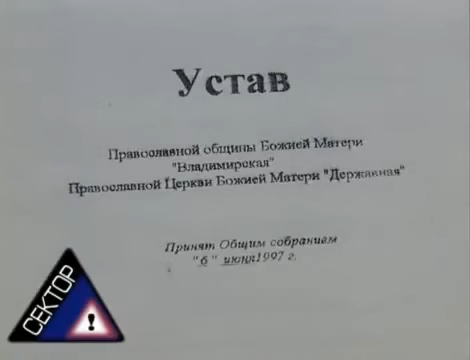 Устав
Православной общины Божией Матери
"Владимирская"
Православной Церкви Божией Матери "Державная"
Принят Общим собранием
"6" июня 1997 г.
СЕКТОР
!